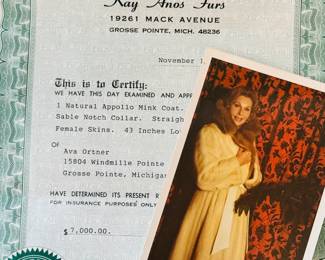 Ray Anos Furs
19261 MACK AVENUE
GROSSE POINTE, MICH. 48236
November 1
This is to Certify:
WE HAVE THIS DAY EXAMINED AND APP
1 Natural Appollo Mink Coat.
Sable Notch Collar. Straigh
Female Skins. 43 Inches Lo
OF
Ava Ortner
15804 Windmille Pointe
Grosse Pointe, Michigan
HAVE DETERMINED ITS PRESENT R
FOR INSURANCE PURPOSES ONLY
$7,000.00